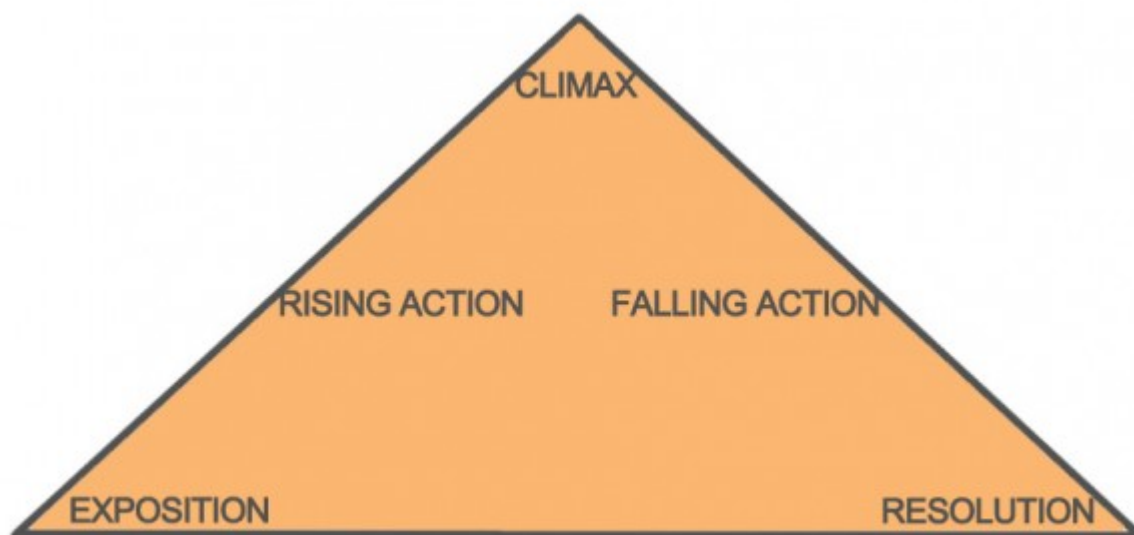 CLIMAX
RISING ACTION FALLING ACTION
EXPOSITION RESOLUTION